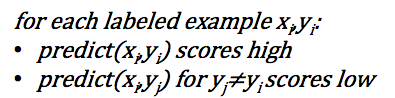 for each labeled example xᵢ,yᵢ:
• predict(xᵢ,yᵢ) scores high
• predict(xᵢ,yⱼ) for yⱼ≠yᵢ scores low